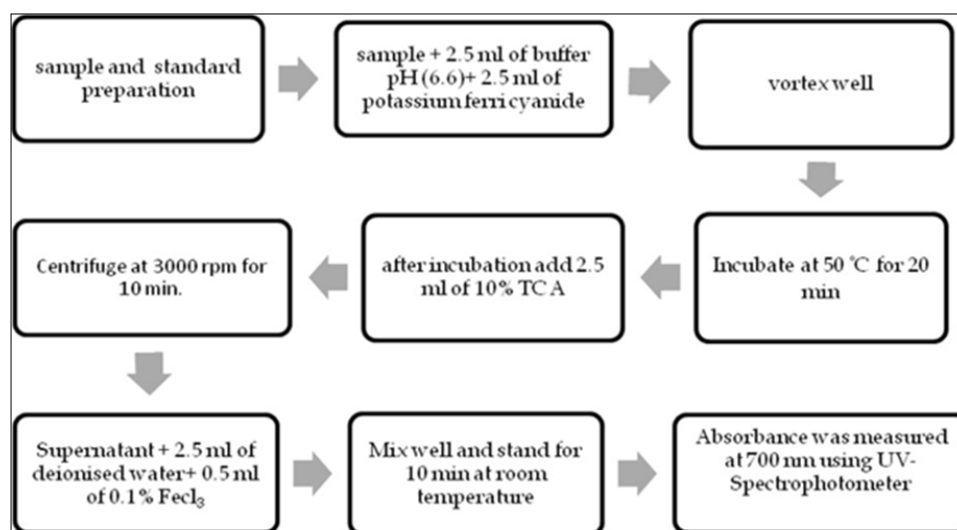 sample and standard
preparation
sample + 2.5 ml of buffer
pH (6.6)+ 2.5 ml of
potassium ferri cyanide
vortex well
Incubate at 50 °C for 20
min
after incubation add 2.5
ml of 10% TCA
Centrifuge at 3000 rpm for
10 min.
Supernatant + 2.5 ml of
deionised water+ 0.5 ml
of 0.1% Fecl₃
Mix well and stand for
10 min at room
temperature
Absorbance was measured
at 700 nm using UV-
Spectrophotometer